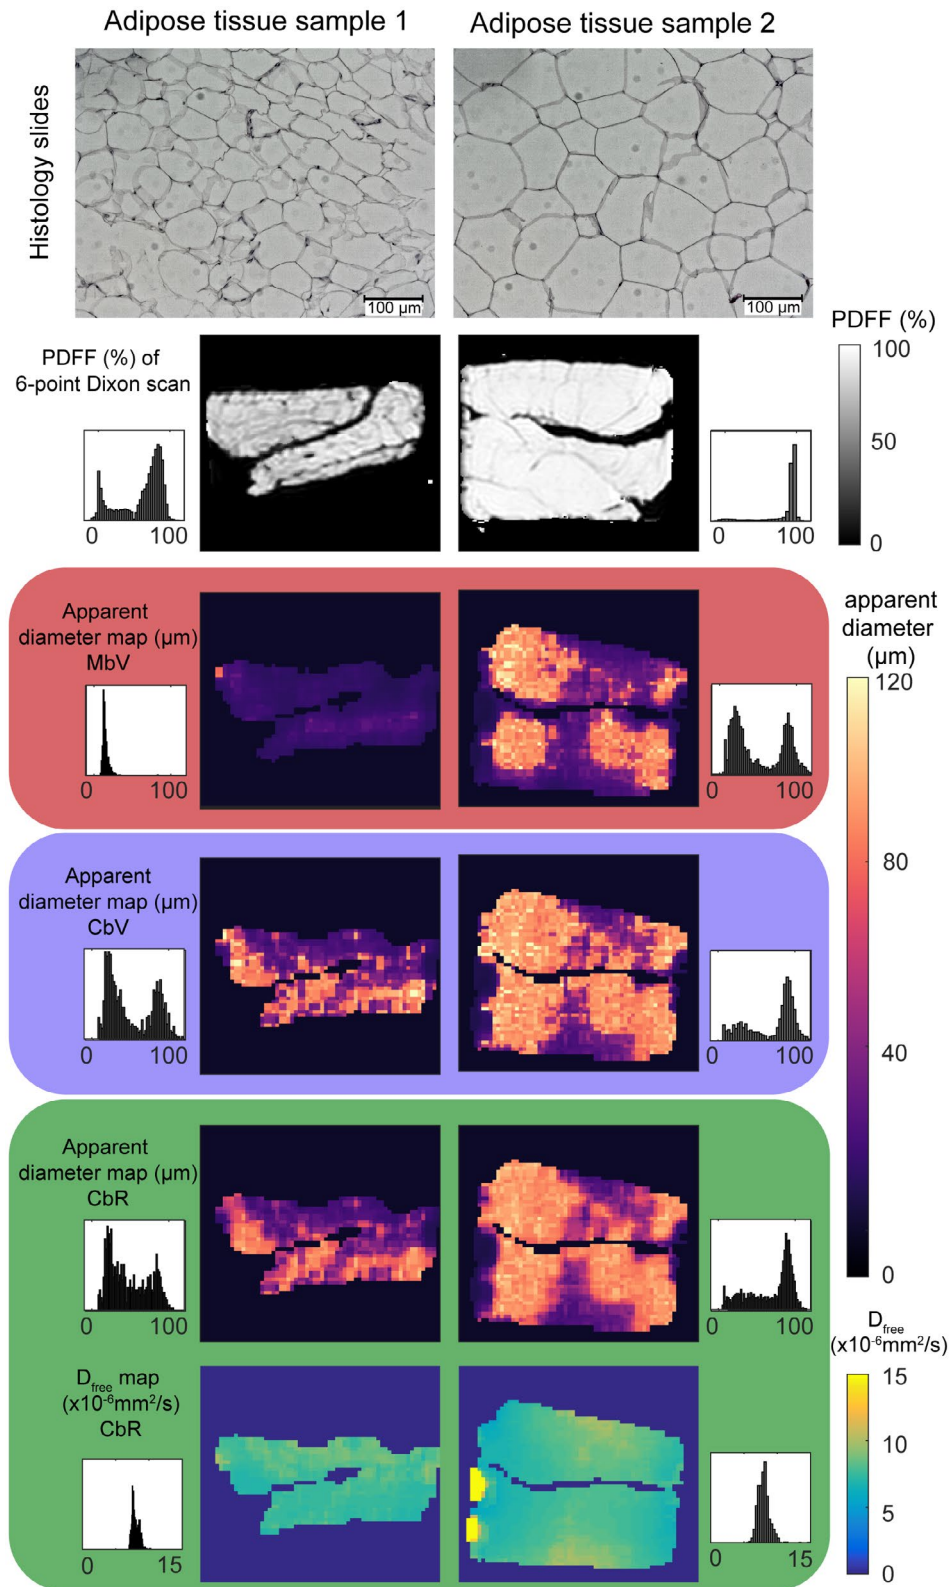 Adipose tissue sample 1
Adipose tissue sample 2
Histology slides
100 µm
100 µm
PDFF (%) of
6-point Dixon scan
0
100
0
100
PDFF (%)
100
50
0
Apparent
diameter map (µm)
MbV
0
100
0
100
apparent
diameter
(µm)
120
80
40
0
Apparent
diameter map (µm)
CbV
0
100
0
100
Apparent
diameter map (µm)
CbR
0
100
0
100
D_free map
(x10⁻⁶mm²/s)
CbR
0
15
0
15
D_free
(x10⁻⁶mm²/s)
15
10
5
0